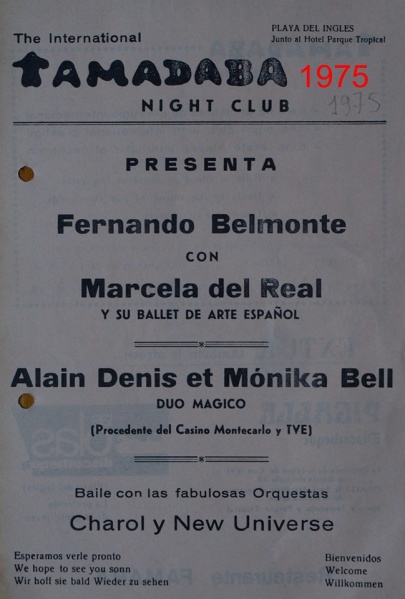 PLAYA DEL INGLES
The International
Junto al Hotel Parque Tropical
TAMADABA
1975
NIGHT CLUB
1975
PRESENTA
Fernando Belmonte
CON
Marcela del Real
Y SU BALLET DE ARTE ESPAÑOL
Alain Denis et Mónika Bell
DUO MAGICO
(Procedente del Casino Montecarlo y TVE)
Baile con las fabulosas Orquestas
Charol y New Universe
Esperamos verle pronto
We hope to see you sonn
Wir hoff sie bald Wieder zu sehen
Bienvenidos
Welcome
Willkommen